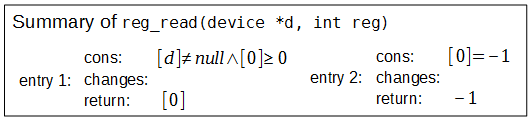 Summary of reg_read(device *d, int reg)
cons: [d]≠null∧[0]≥0
entry 1: changes:
return: [0]
cons: [0]=−1
entry 2: changes:
return: −1